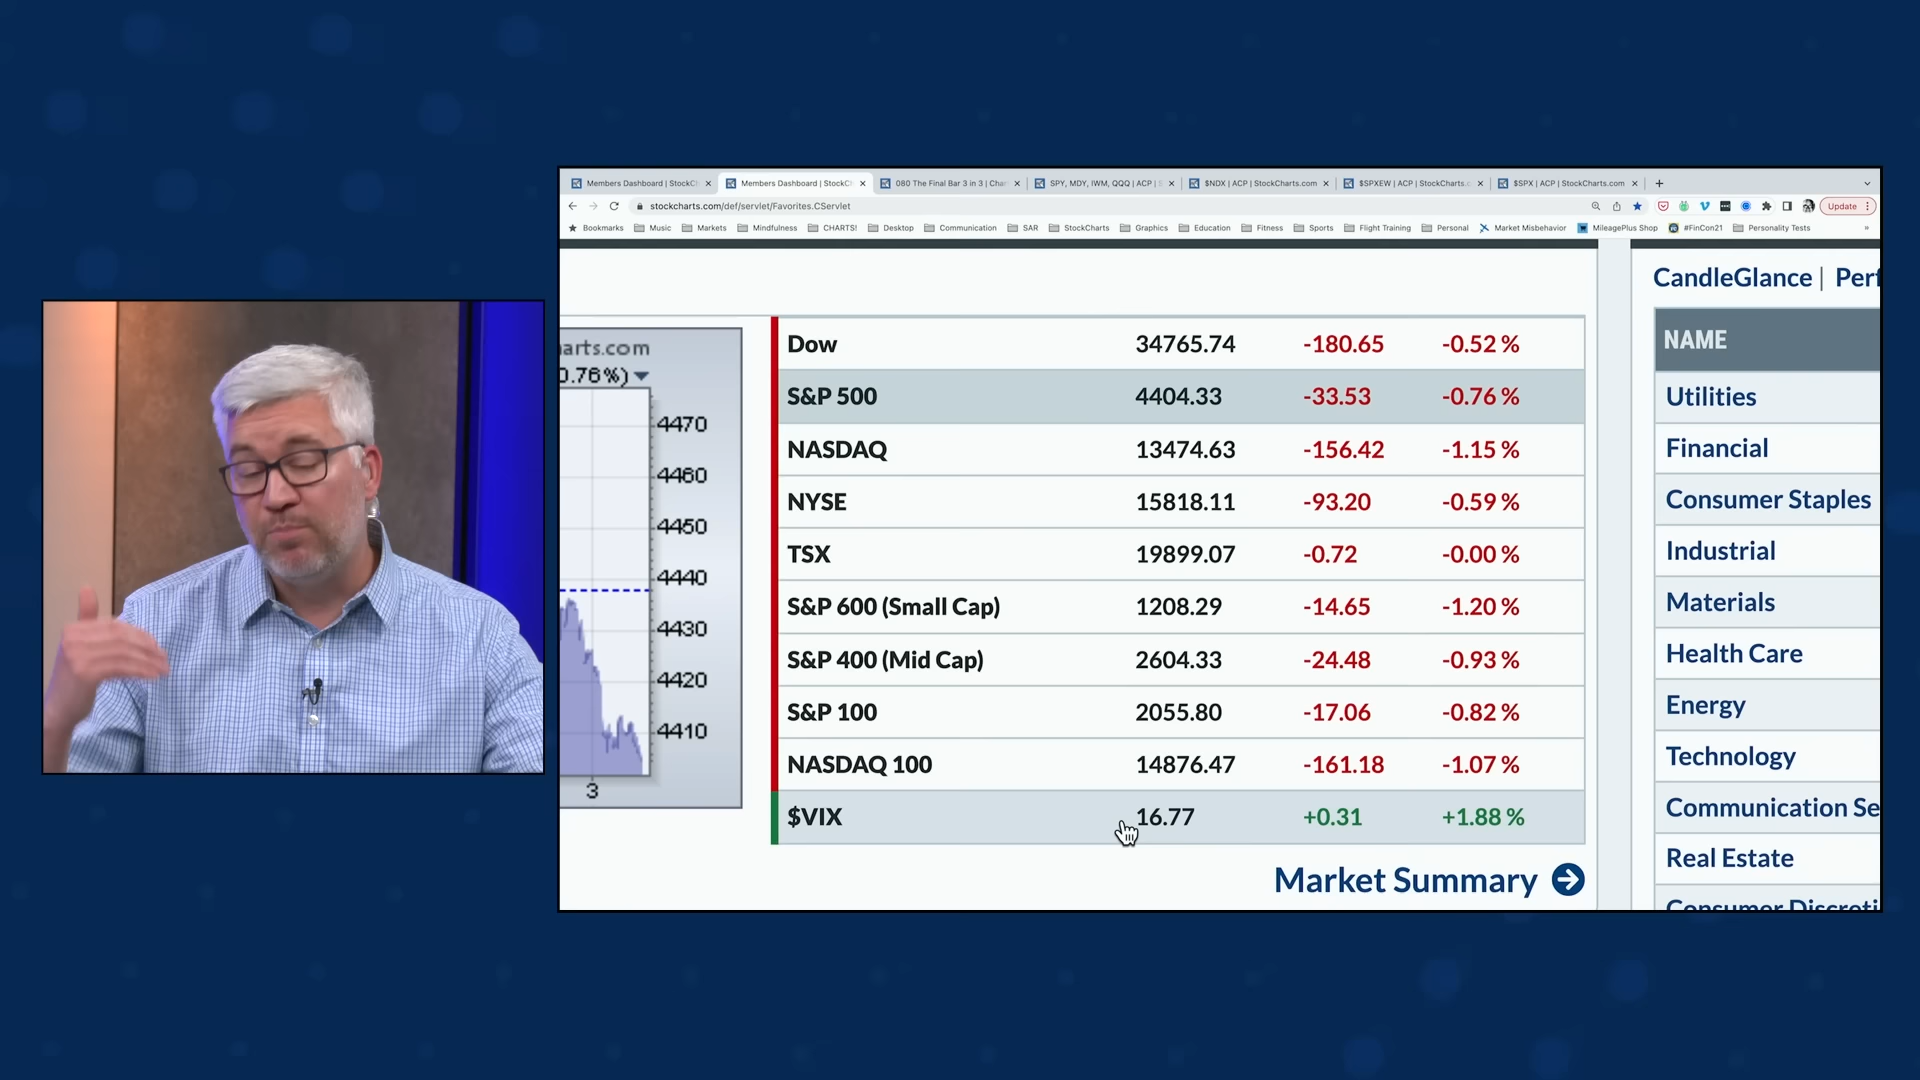 Members Dashboard | StockC
Members Dashboard | StockC
080 The Final Bar 3 in 3 | Cha
SPY, MDY, IWM, QQQ | ACP | S
$NDX | ACP | StockCharts.com
$SPXEW | ACP | StockCharts.c
$SPX | ACP | StockCharts.com
stockcharts.com/def/servlet/Favorites.CServlet
Update
Bookmarks
Music
Markets
Mindfulness
CHARTS!
Desktop
Communication
SAR
StockCharts
Graphics
Education
Fitness
Sports
Flight Training
Personal
Market Misbehavior
MileagePlus Shop
#FinCon21
Personality Tests
»
arts.com
0.76%)
4470
4460
4450
4440
4430
4420
4410
3
Dow 34765.74 -180.65 -0.52 %
S&P 500 4404.33 -33.53 -0.76 %
NASDAQ 13474.63 -156.42 -1.15 %
NYSE 15818.11 -93.20 -0.59 %
TSX 19899.07 -0.72 -0.00 %
S&P 600 (Small Cap) 1208.29 -14.65 -1.20 %
S&P 400 (Mid Cap) 2604.33 -24.48 -0.93 %
S&P 100 2055.80 -17.06 -0.82 %
NASDAQ 100 14876.47 -161.18 -1.07 %
$VIX 16.77 +0.31 +1.88 %
Market Summary
CandleGlance | Perf
NAME
Utilities
Financial
Consumer Staples
Industrial
Materials
Health Care
Energy
Technology
Communication Se
Real Estate
Consumer Discreti